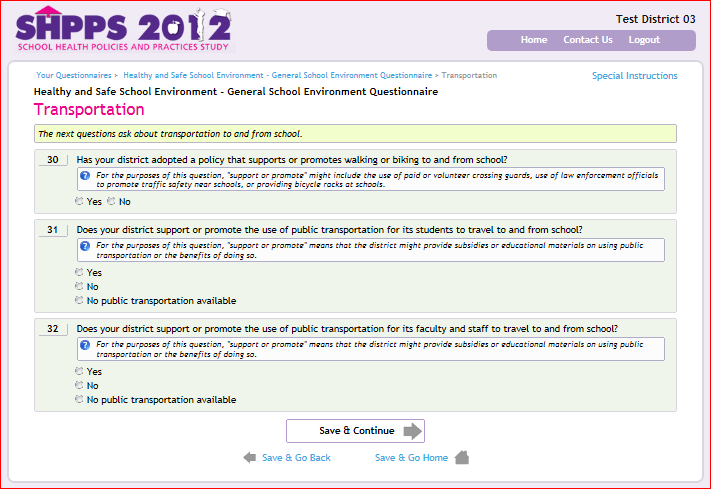 SHPPS 2012
SCHOOL HEALTH POLICIES AND PRACTICES STUDY
Test District 03
Home Contact Us Logout
Your Questionnaires > Healthy and Safe School Environment - General School Environment Questionnaire > Transportation
Special Instructions
Healthy and Safe School Environment - General School Environment Questionnaire
Transportation
The next questions ask about transportation to and from school.
30 Has your district adopted a policy that supports or promotes walking or biking to and from school?
? For the purposes of this question, "support or promote" might include the use of paid or volunteer crossing guards, use of law enforcement officials
to promote traffic safety near schools, or providing bicycle racks at schools.
Yes No
31 Does your district support or promote the use of public transportation for its students to travel to and from school?
? For the purposes of this question, "support or promote" means that the district might provide subsidies or educational materials on using public
transportation or the benefits of doing so.
Yes
No
No public transportation available
32 Does your district support or promote the use of public transportation for its faculty and staff to travel to and from school?
? For the purposes of this question, "support or promote" means that the district might provide subsidies or educational materials on using public
transportation or the benefits of doing so.
Yes
No
No public transportation available
Save & Continue
Save & Go Back Save & Go Home